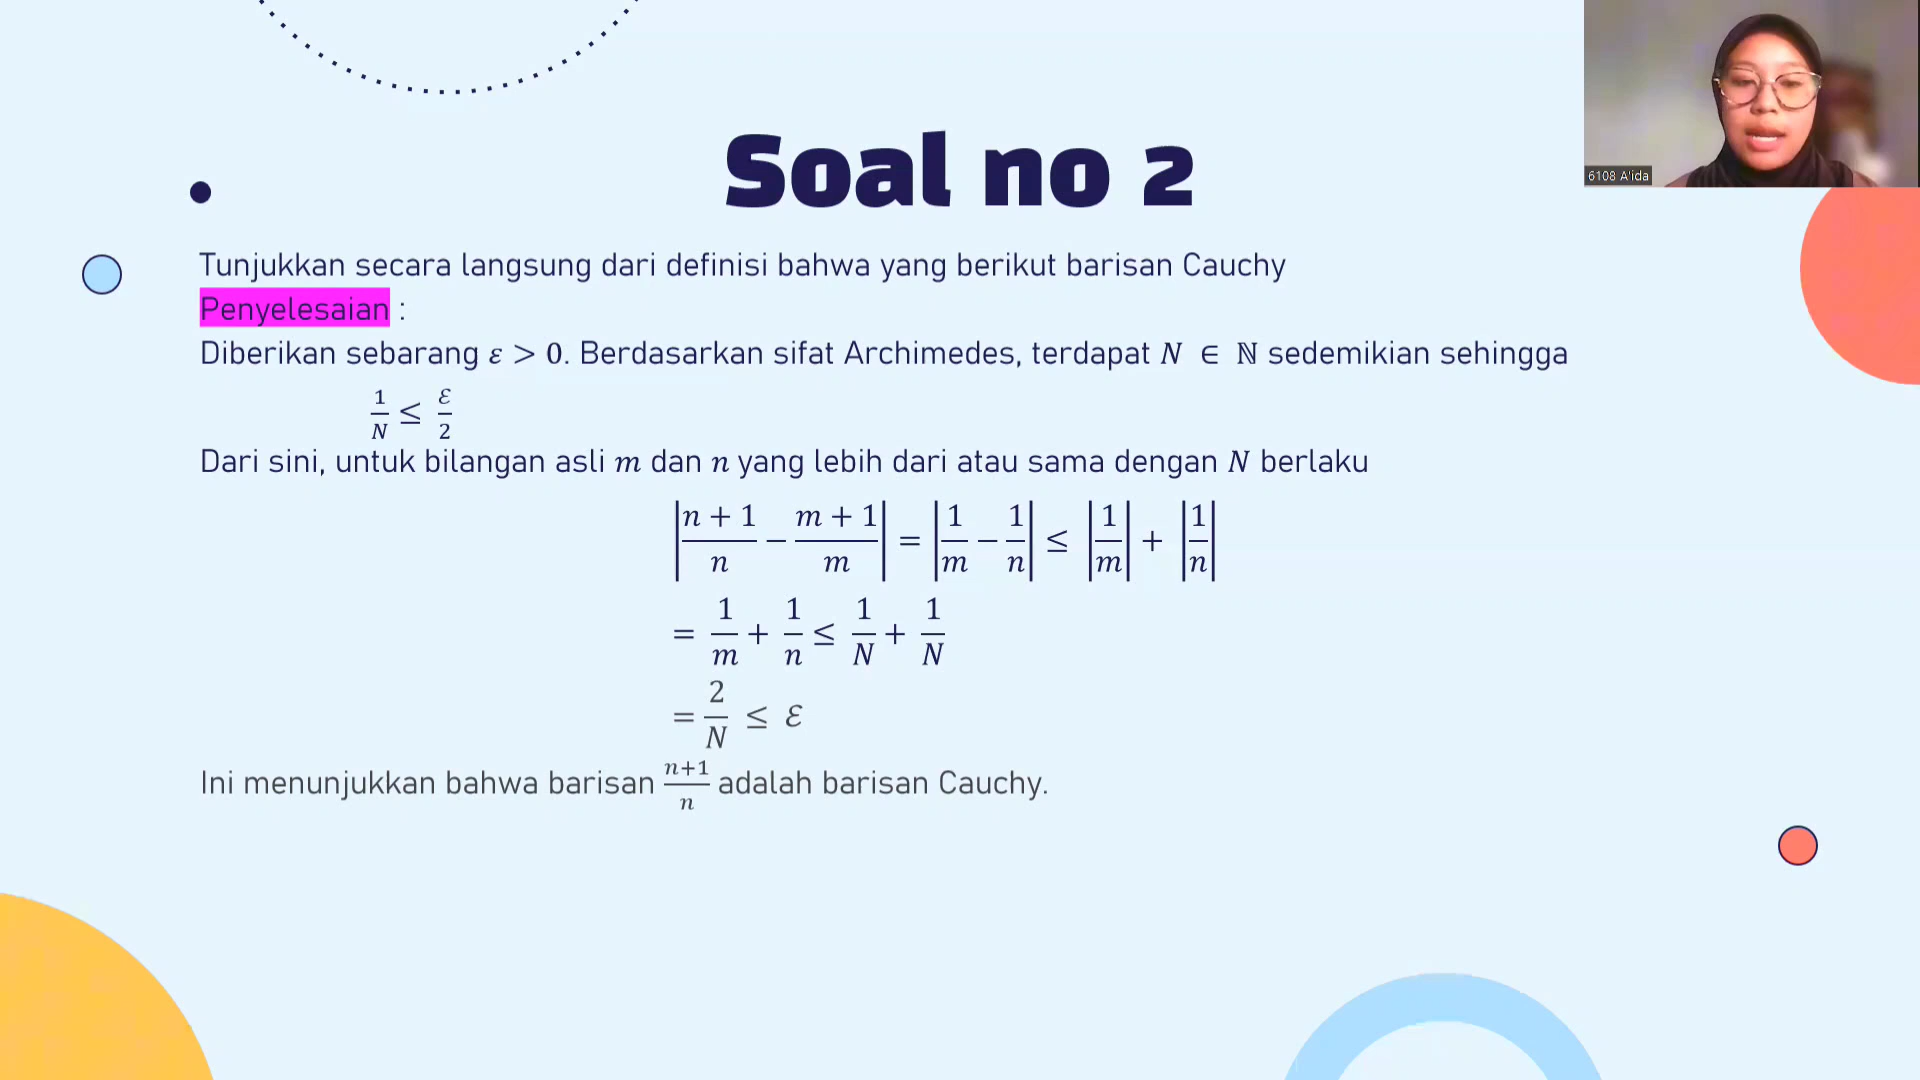 Soal no 2
6108 A'ida
Tunjukkan secara langsung dari definisi bahwa yang berikut barisan Cauchy
Penyelesaian :
Diberikan sebarang ε > 0. Berdasarkan sifat Archimedes, terdapat N ∈ ℕ sedemikian sehingga
1/N ≤ ε/2
Dari sini, untuk bilangan asli m dan n yang lebih dari atau sama dengan N berlaku
|(n + 1)/n − (m + 1)/m| = |1/m − 1/n| ≤ |1/m| + |1/n|
= 1/m + 1/n ≤ 1/N + 1/N
= 2/N ≤ ε
Ini menunjukkan bahwa barisan (n+1)/n adalah barisan Cauchy.